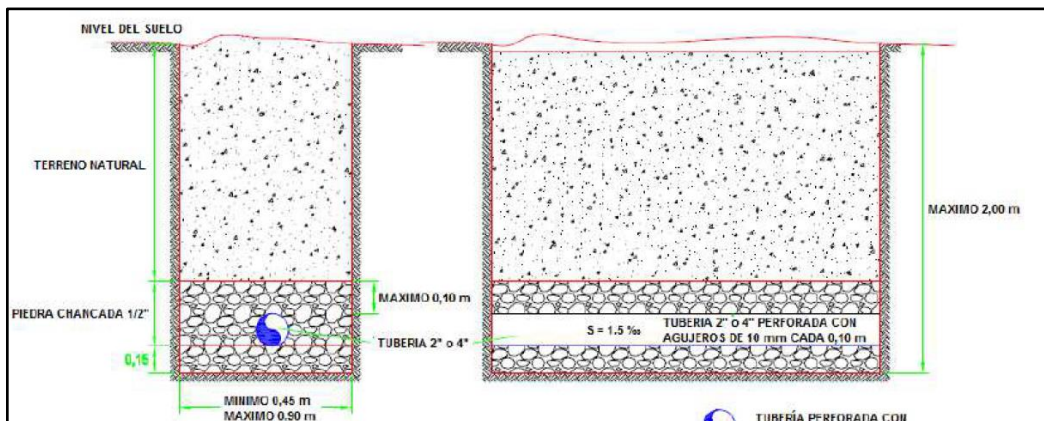 NIVEL DEL SUELO
TERRENO NATURAL
PIEDRA CHANCADA 1/2"
0,15
MINIMO 0,45 m
MAXIMO 0.90 m
MAXIMO 0,10 m
TUBERIA 2" o 4"
S = 1.5 ‰
TUBERIA 2" o 4" PERFORADA CON
AGUJEROS DE 10 mm CADA 0,10 m
MAXIMO 2,00 m
TUBERÍA PERFORADA CON